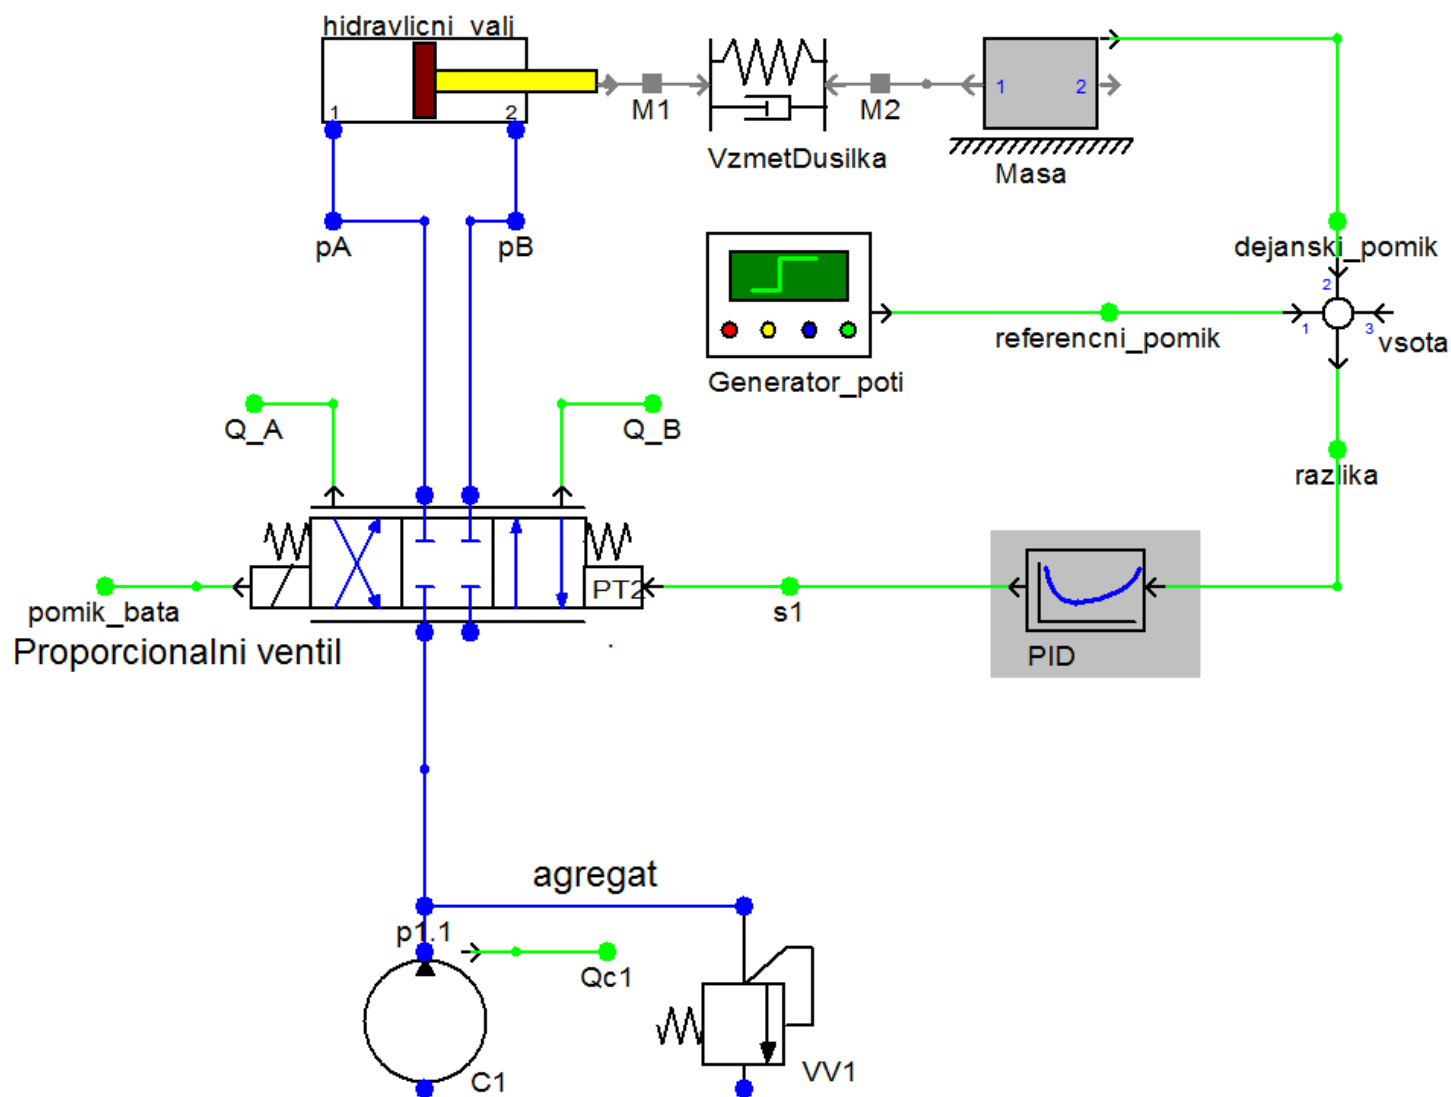 hidravlicni_valj
1
2
M1
M2
1
2
VzmetDusilka
Masa
pA
pB
dejanski_pomik
2
1
3
vsota
referencni_pomik
Generator_poti
Q_A
Q_B
razlika
PT2
pomik_bata
s1
Proporcionalni ventil
PID
agregat
p1.1
Qc1
C1
VV1